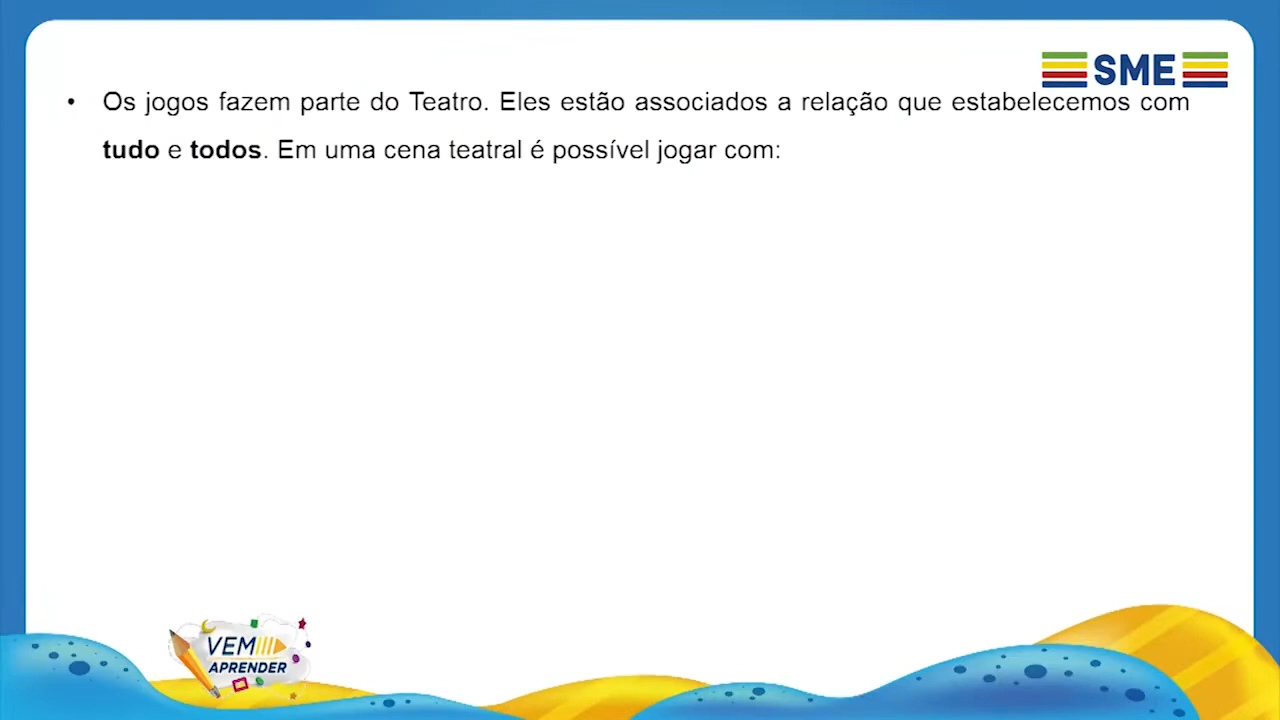 SME
• Os jogos fazem parte do Teatro. Eles estão associados a relação que estabelecemos com
tudo e todos. Em uma cena teatral é possível jogar com:
VEM
APRENDER